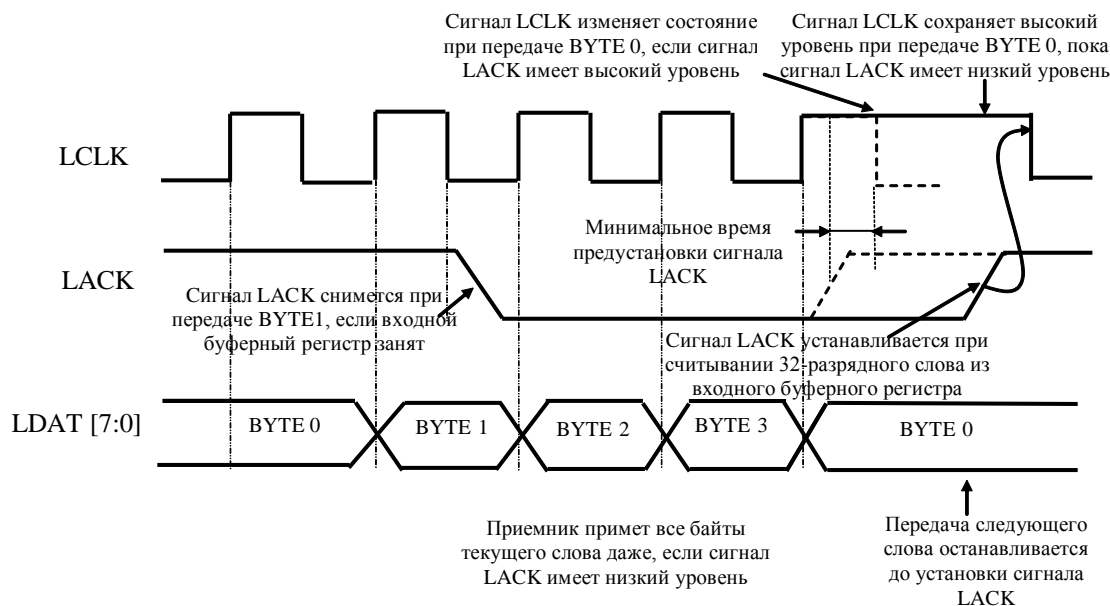 Сигнал LCLK изменяет состояние
при передаче BYTE 0, если сигнал
LACK имеет высокий уровень
Сигнал LCLK сохраняет высокий
уровень при передаче BYTE 0, пока
сигнал LACK имеет низкий уровень
LCLK
Минимальное время
предустановки сигнала
LACK
LACK
Сигнал LACK снимется при
передаче BYTE1, если входной
буферный регистр занят
Сигнал LACK устанавливается при
считывании 32-разрядного слова из
входного буферного регистра
LDAT [7:0]
BYTE 0
BYTE 1
BYTE 2
BYTE 3
BYTE 0
Приемник примет все байты
текущего слова даже, если сигнал
LACK имеет низкий уровень
Передача следующего
слова останавливается
до установки сигнала
LACK